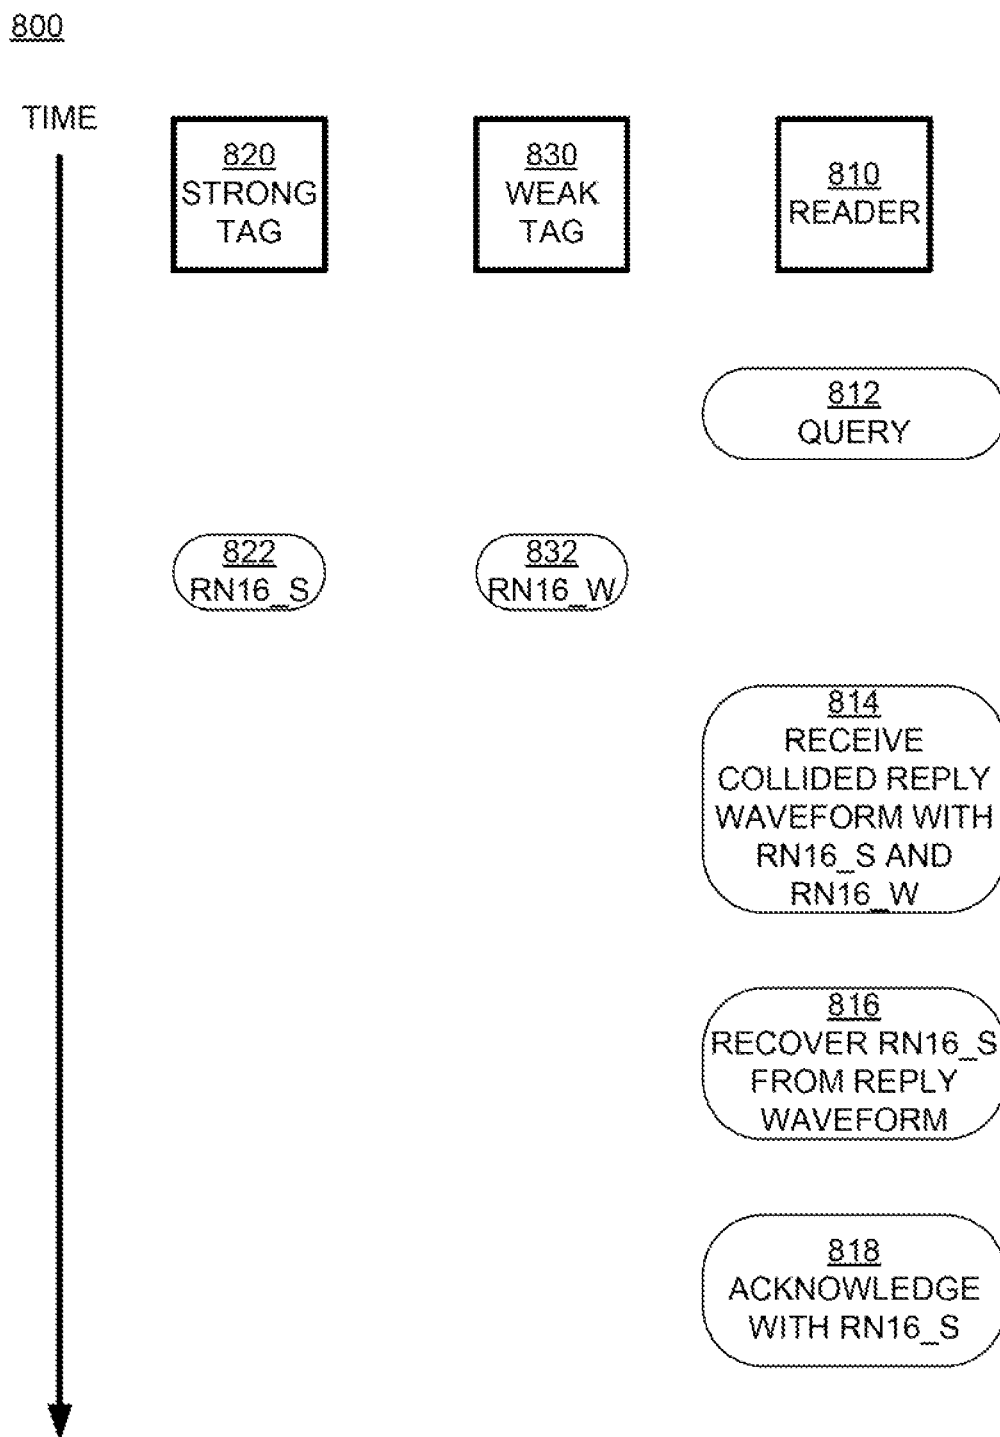 800
TIME
820
STRONG
TAG
830
WEAK
TAG
810
READER
812
QUERY
822
RN16_S
832
RN16_W
814
RECEIVE
COLLIDED REPLY
WAVEFORM WITH
RN16_S AND
RN16_W
816
RECOVER RN16_S
FROM REPLY
WAVEFORM
818
ACKNOWLEDGE
WITH RN16_S